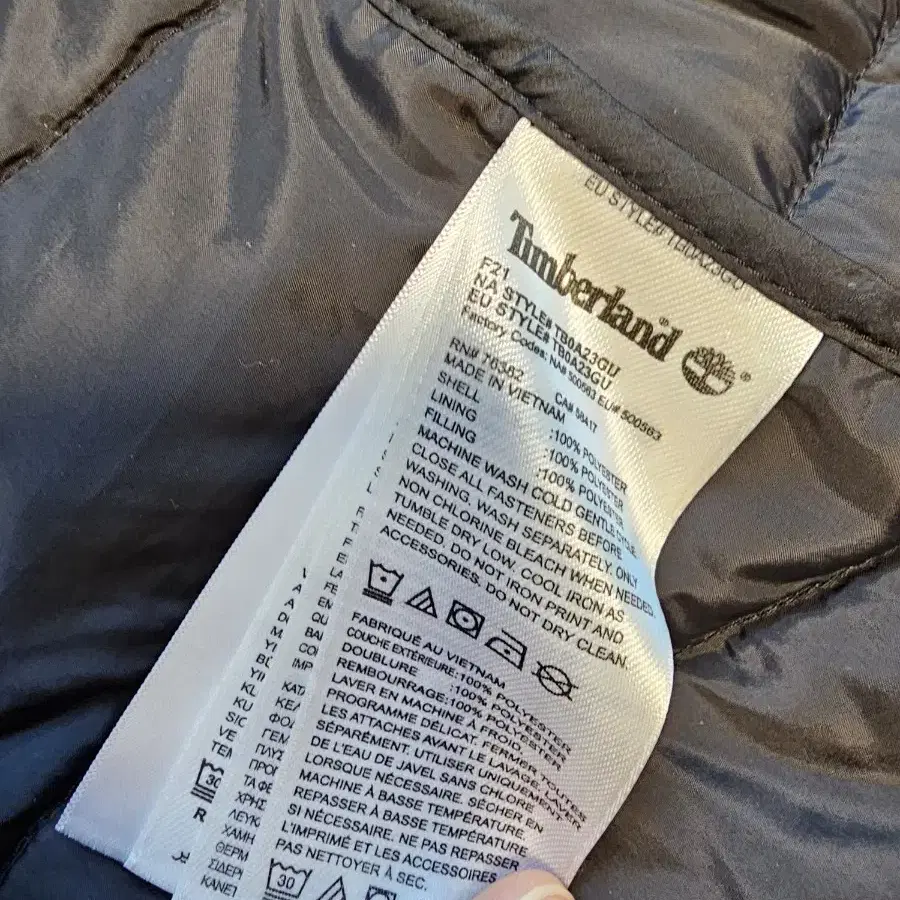 EU STYLE# TB0A23GU
Timberland®
F21
NA STYLE# TB0A23GU
EU STYLE# TB0A23GU
Factory Codes: NA# 500563 EU# 500563
RN# 76382 CA# 58417
MADE IN VIETNAM
SHELL :100% POLYESTER
LINING :100% POLYESTER
FILLING :100% POLYESTER
MACHINE WASH COLD GENTLE CYCLE.
CLOSE ALL FASTENERS BEFORE
WASHING. WASH SEPARATELY. ONLY
NON CHLORINE BLEACH WHEN NEEDED.
TUMBLE DRY LOW. COOL IRON AS
NEEDED. DO NOT IRON PRINT AND
ACCESSORIES. DO NOT DRY CLEAN.
FABRIQUÉ AU VIETNAM
COUCHE EXTÉRIEURE:100% POLYESTER
DOUBLURE :100% POLYESTER
REMBOURRAGE:100% POLYESTER
LAVER EN MACHINE À FROID,
PROGRAMME DÉLICAT. FERMER TOUTES
LES ATTACHES AVANT LE LAVAGE. LAVER
SÉPARÉMENT. UTILISER UNIQUEMENT
DE L'EAU DE JAVEL SANS CHLORE
LORSQUE NÉCESSAIRE. SÉCHER EN
MACHINE À BASSE TEMPÉRATURE.
REPASSER À BASSE TEMPÉRATURE
SI NÉCESSAIRE. NE PAS REPASSER
L'IMPRIMÉ ET LES ACCESSOIRES
PAS NETTOYER À SEC.
30